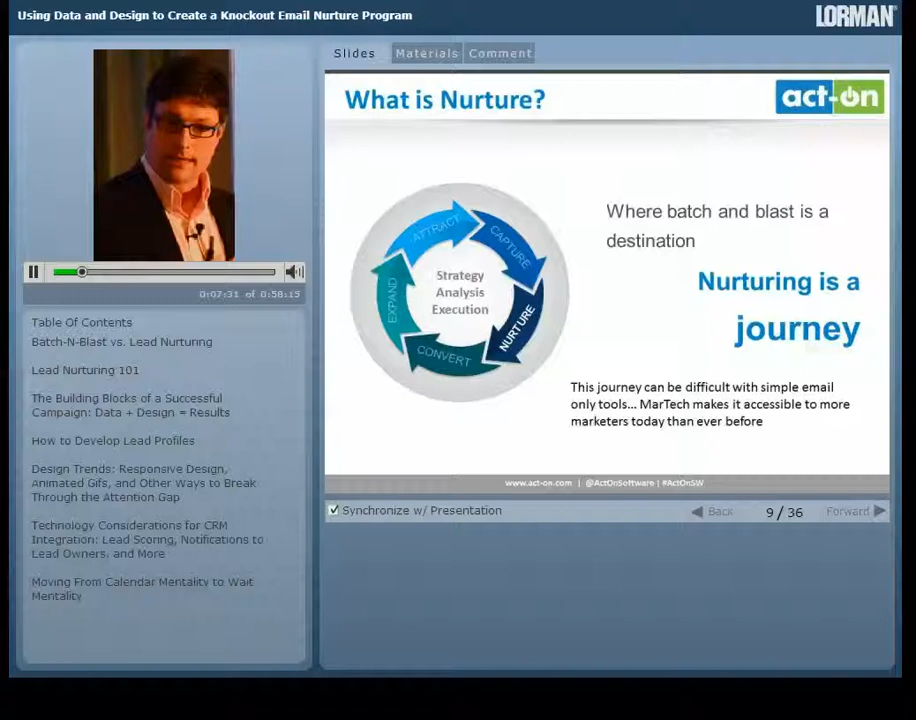 Using Data and Design to Create a Knockout Email Nurture Program
LORMAN
Slides
Materials
Comment
What is Nurture?
act-on
ATTRACT
CAPTURE
NURTURE
CONVERT
EXPAND
Strategy
Analysis
Execution
Where batch and blast is a
destination
Nurturing is a
journey
This journey can be difficult with simple email
only tools... MarTech makes it accessible to more
marketers today than ever before
www.act-on.com | @ActOnSoftware | #ActOnSW
0:07:31 of 0:58:15
Table Of Contents
Batch-N-Blast vs. Lead Nurturing
Lead Nurturing 101
The Building Blocks of a Successful
Campaign: Data + Design = Results
How to Develop Lead Profiles
Design Trends: Responsive Design,
Animated Gifs, and Other Ways to Break
Through the Attention Gap
Technology Considerations for CRM
Integration: Lead Scoring, Notifications to
Lead Owners, and More
Moving From Calendar Mentality to Wait
Mentality
Synchronize w/ Presentation
Back
9 / 36
Forward